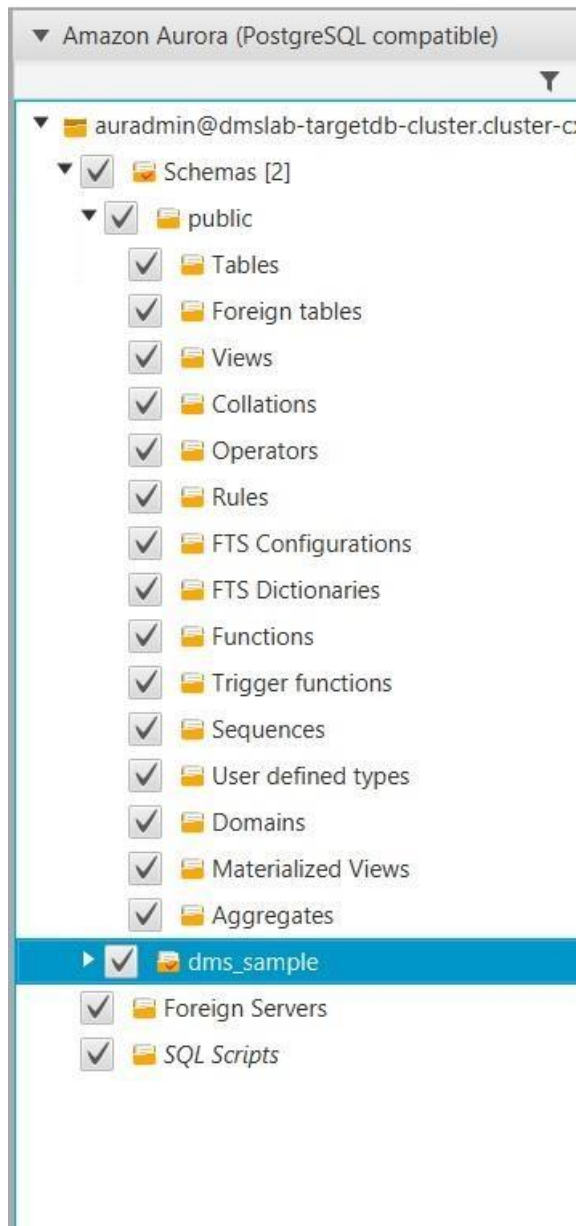 Amazon Aurora (PostgreSQL compatible)
auradmin@dmslab-targetdb-cluster.cluster-cx
Schemas [2]
public
Tables
Foreign tables
Views
Collations
Operators
Rules
FTS Configurations
FTS Dictionaries
Functions
Trigger functions
Sequences
User defined types
Domains
Materialized Views
Aggregates
dms_sample
Foreign Servers
SQL Scripts